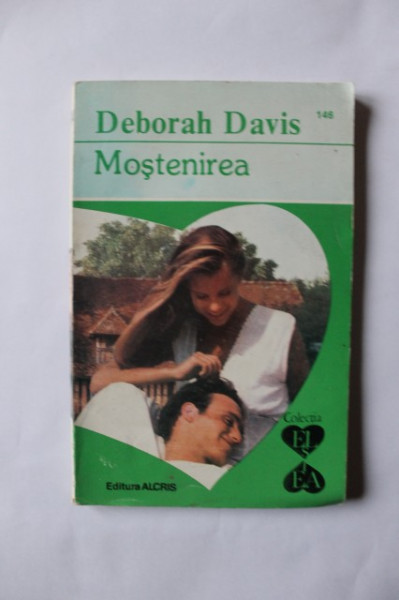 Deborah Davis
146
Moştenirea
Colecţia
EL
ŞI
EA
Editura ALCRIS